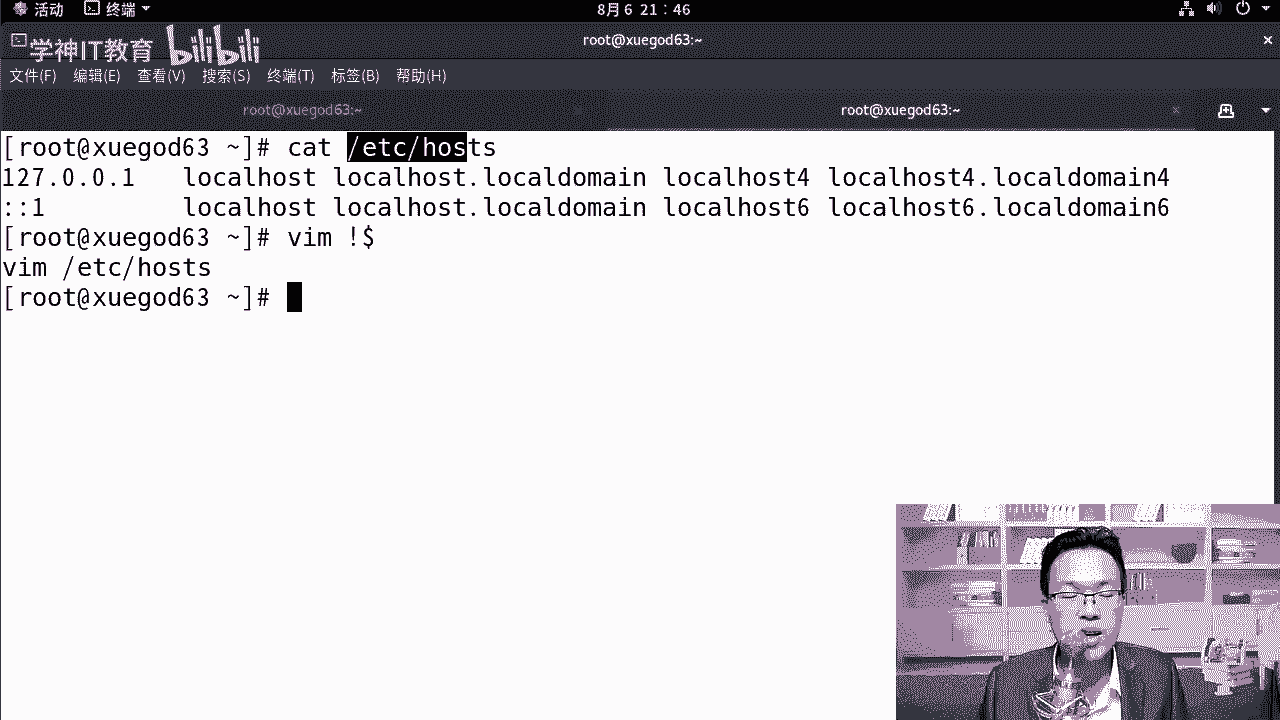 活动 终端 8月6 21：46
root@xuegod63:~
学神IT教育 bilibili
文件(F) 编辑(E) 查看(V) 搜索(S) 终端(T) 标签(B) 帮助(H)
root@xuegod63:~ root@xuegod63:~
[root@xuegod63 ~]# cat /etc/hosts
127.0.0.1   localhost localhost.localdomain localhost4 localhost4.localdomain4
::1         localhost localhost.localdomain localhost6 localhost6.localdomain6
[root@xuegod63 ~]# vim !$
vim /etc/hosts
[root@xuegod63 ~]#